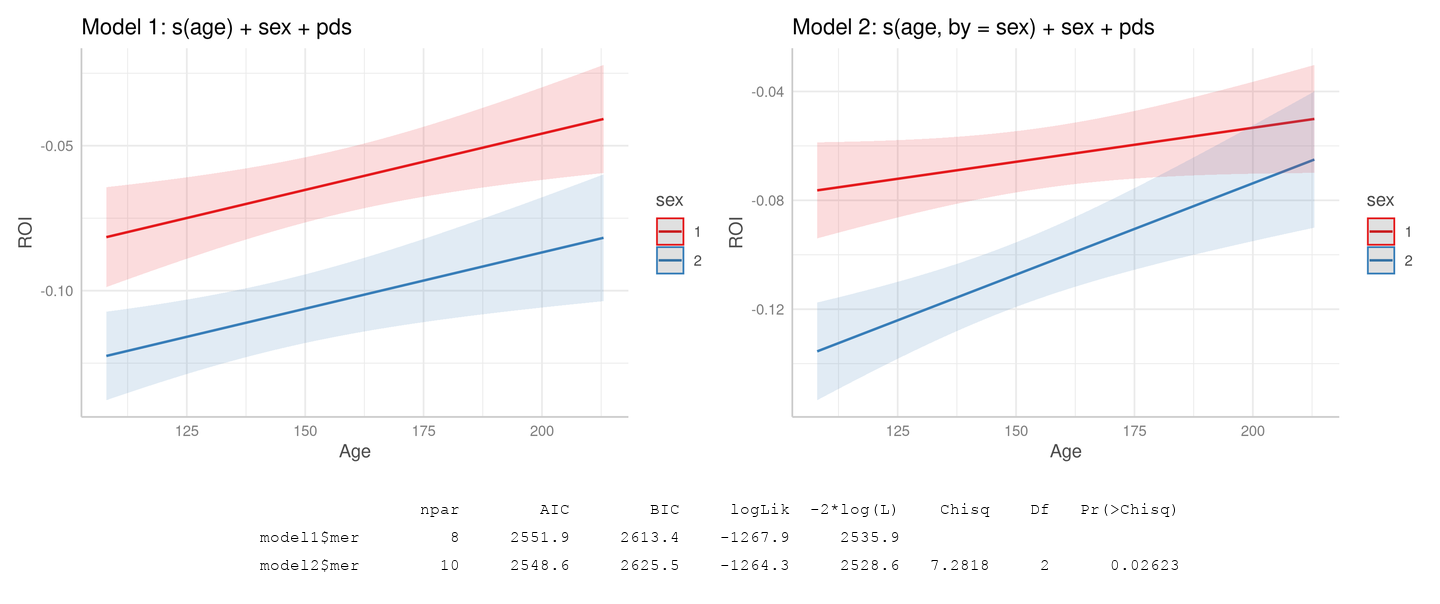 Model 1: s(age) + sex + pds
-0.05
-0.10
ROI
125 150 175 200
Age
sex
1
2
Model 2: s(age, by = sex) + sex + pds
-0.04
-0.08
-0.12
ROI
125 150 175 200
Age
sex
1
2
npar AIC BIC logLik -2*log(L) Chisq Df Pr(>Chisq)
model1$mer 8 2551.9 2613.4 -1267.9 2535.9
model2$mer 10 2548.6 2625.5 -1264.3 2528.6 7.2818 2 0.02623